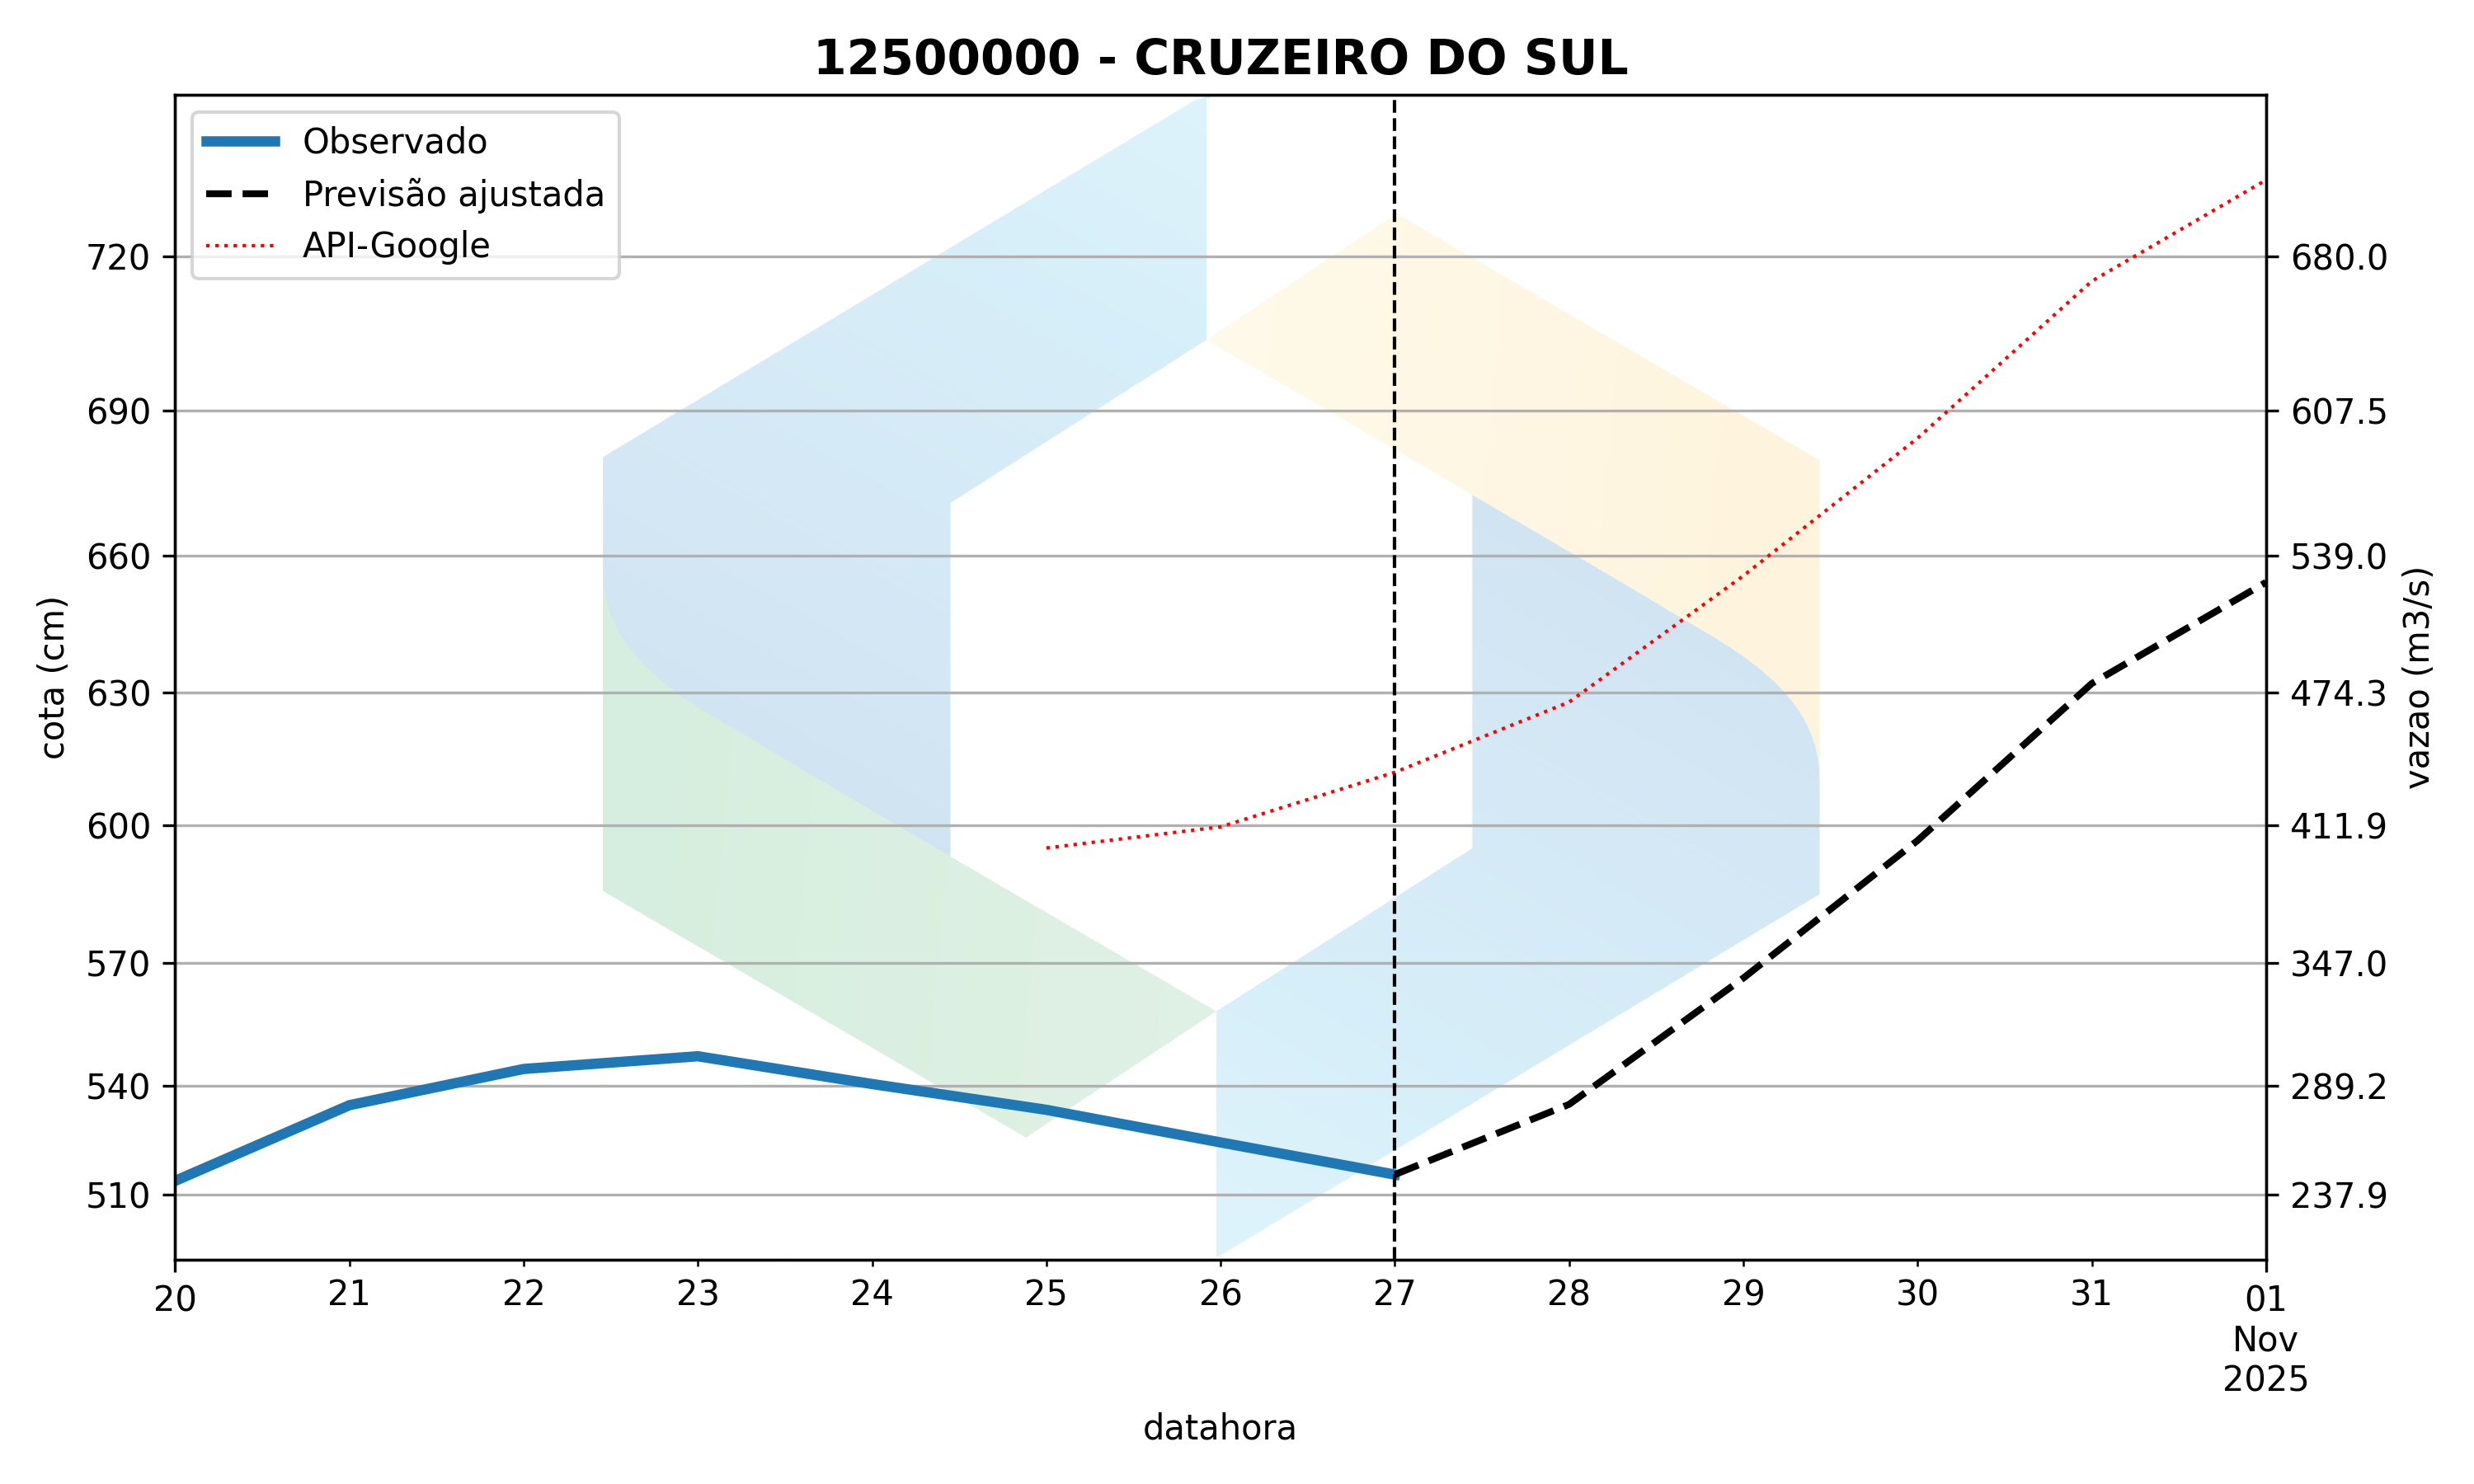 12500000 - CRUZEIRO DO SUL
Observado
Previsão ajustada
API-Google
720
690
660
630
600
570
540
510
cota (cm)
680.0
607.5
539.0
474.3
411.9
347.0
289.2
237.9
vazao (m3/s)
20 21 22 23 24 25 26 27 28 29 30 31 01
Nov
2025
datahora